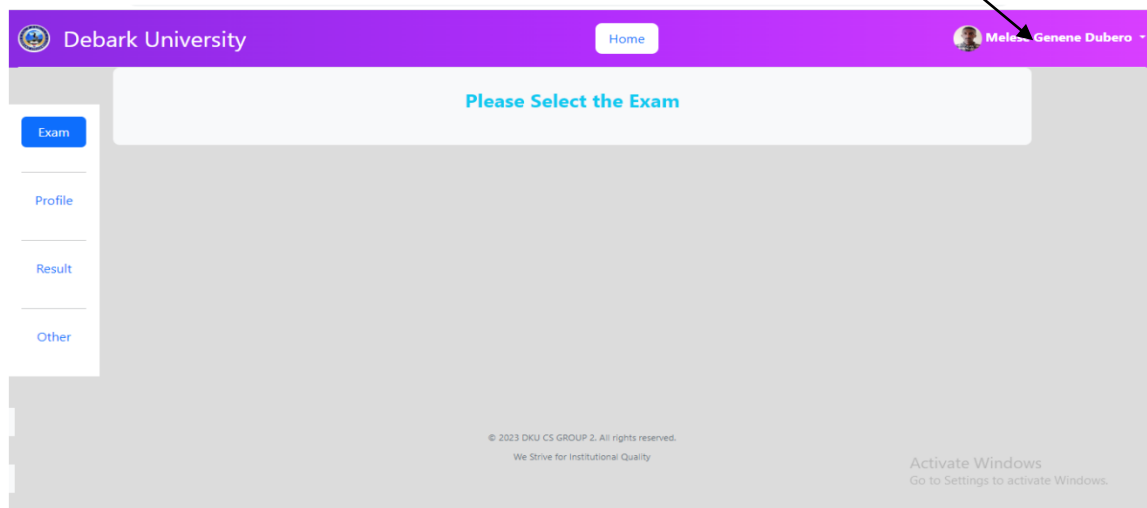 Debark University
Home
Melese Genene Dubero
Please Select the Exam
Exam
Profile
Result
Other
© 2023 DKU CS GROUP 2. All rights reserved.
We Strive for Institutional Quality
Activate Windows
Go to Settings to activate Windows.